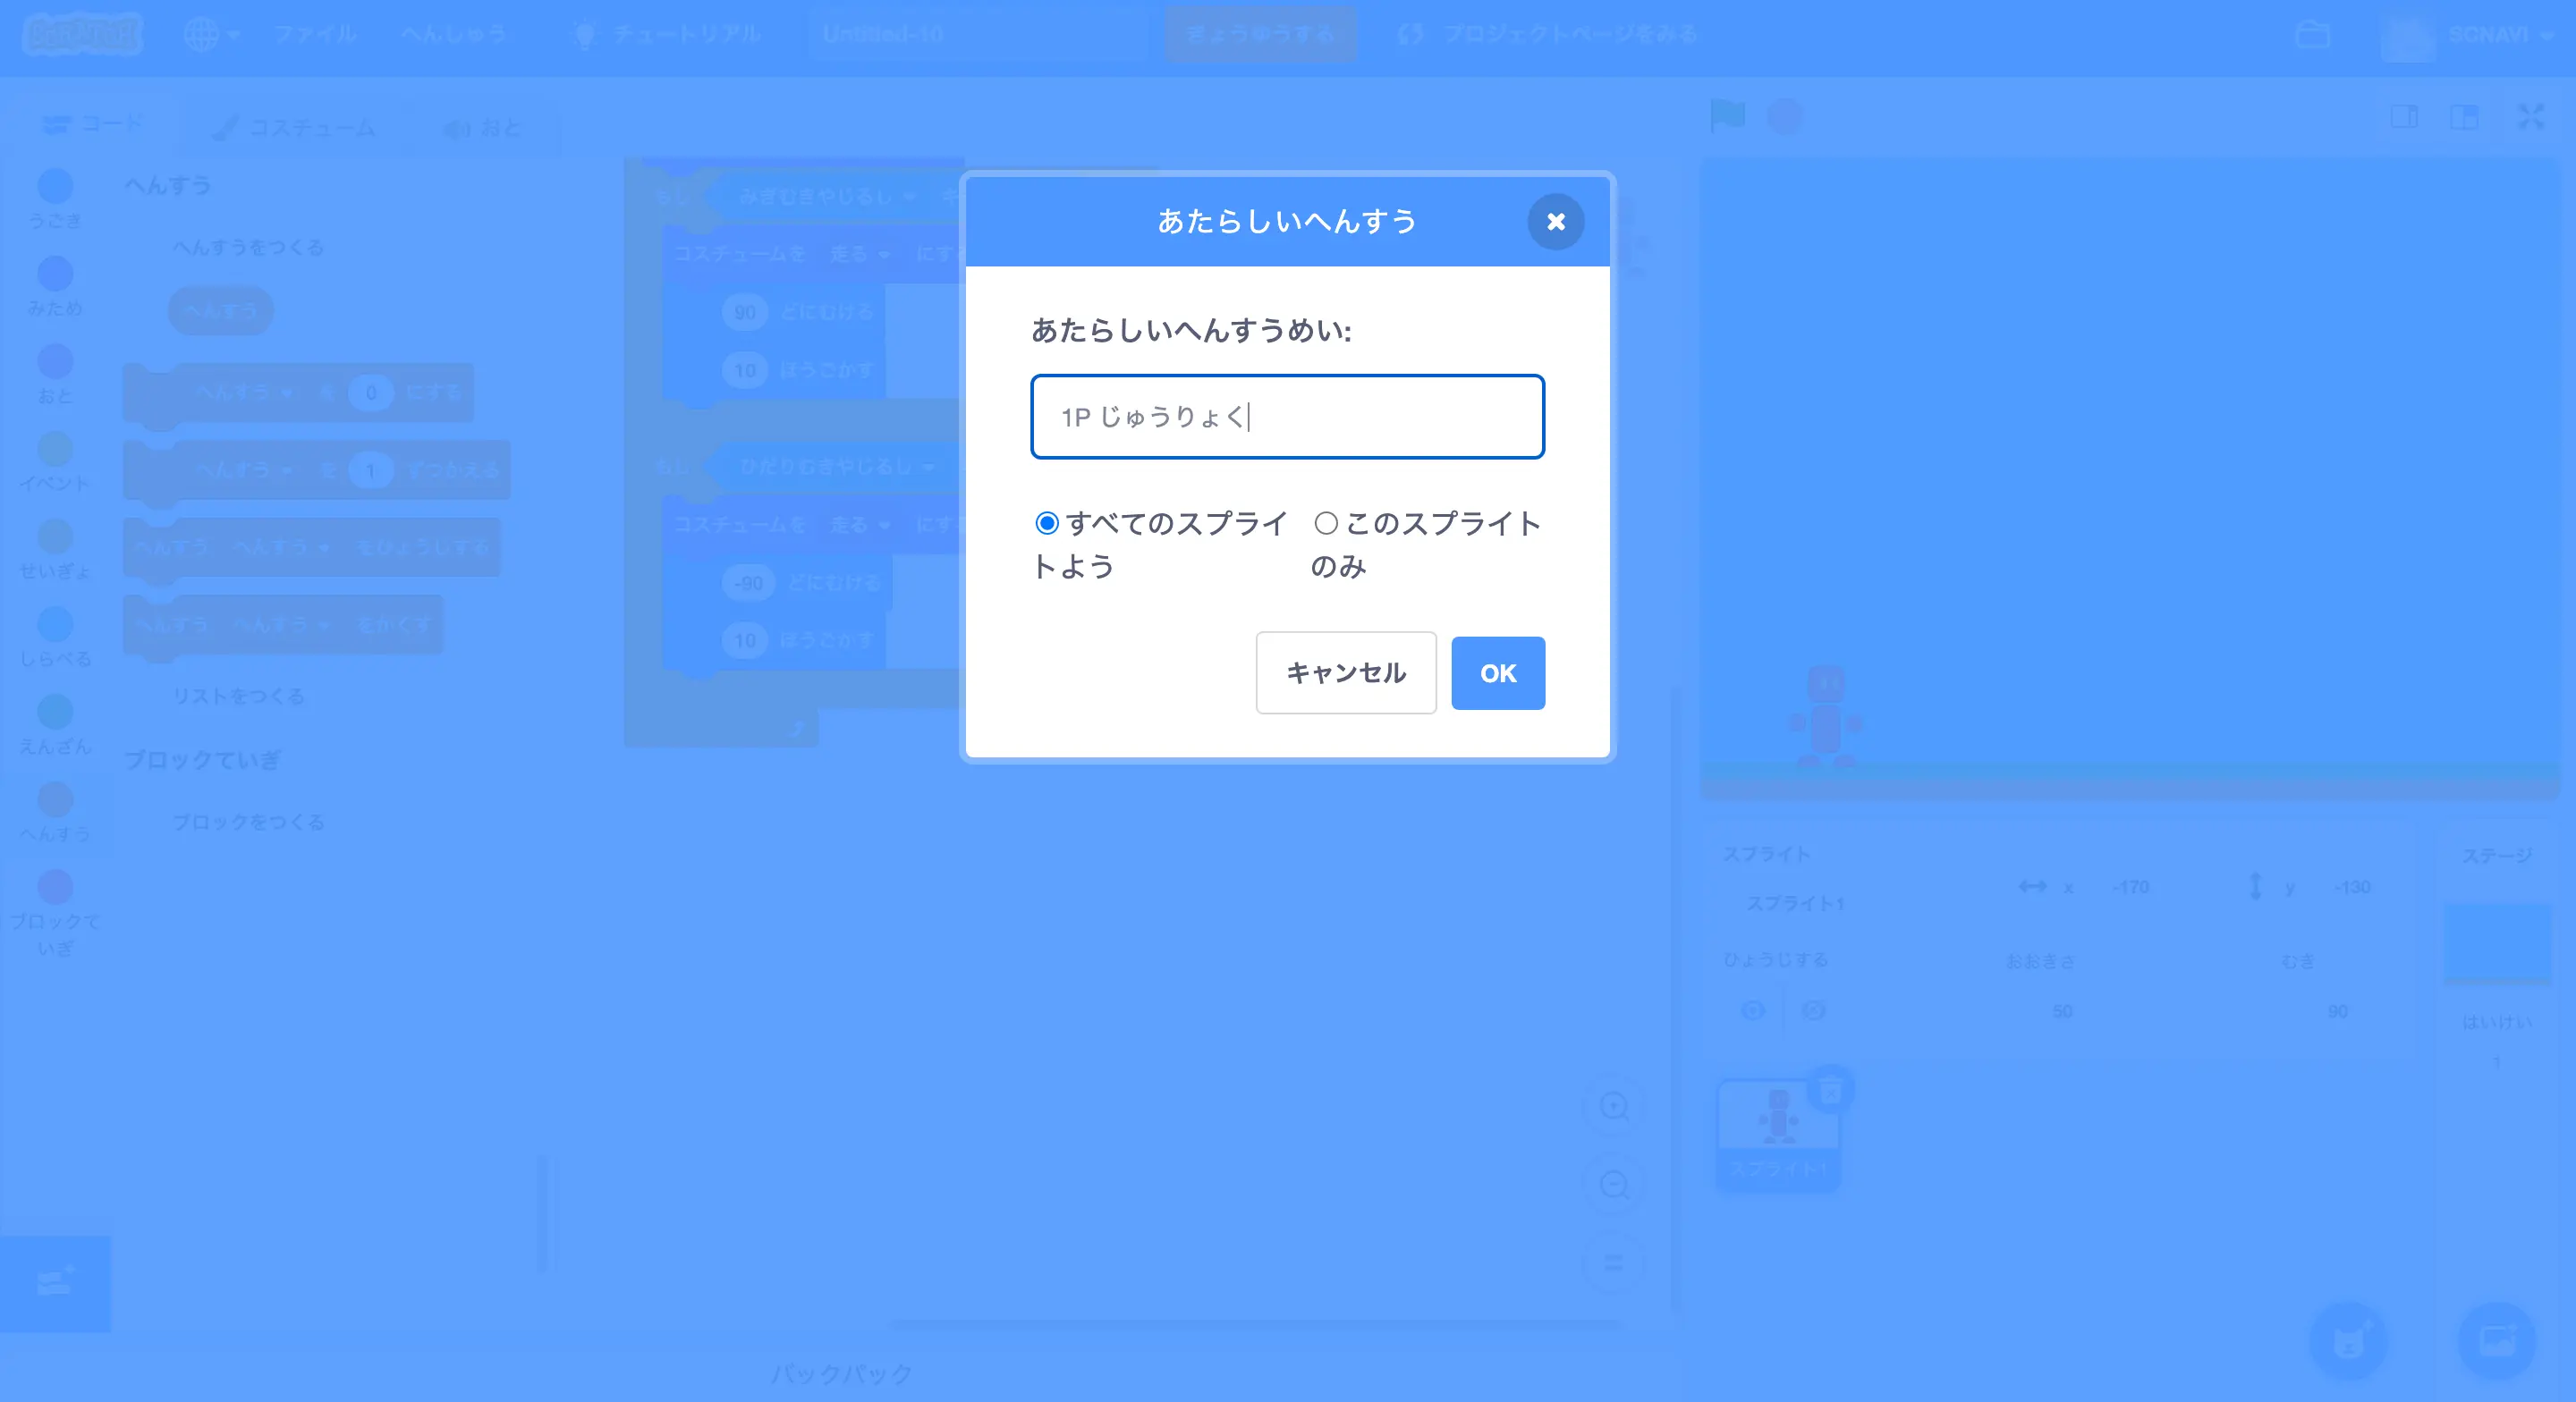 SCRATCH
ファイル
へんしゅう
チュートリアル
Untitled-10
きょうゆうする
プロジェクトページをみる
SCNAVI
コード
コスチューム
おと
うごき
みため
おと
イベント
せいぎょ
しらべる
えんざん
へんすう
ブロックて
いぎ
へんすう
へんすうをつくる
へんすう
へんすう を 0 にする
へんすう を 1 ずつかえる
へんすう へんすう をひょうじする
へんすう へんすう をかくす
リストをつくる
ブロックていぎ
ブロックをつくる
もし みぎむきやじるし キ
コスチュームを 走る にする
90 どにむける
10 ほうごかす
もし ひだりむきやじるし
コスチュームを 走る にする
-90 どにむける
10 ほうごかす
あたらしいへんすう
あたらしいへんすうめい:
1P じゅうりょく
すべてのスプライ
トよう
このスプライト
のみ
キャンセル
OK
スプライト
スプライト1
x -170
y -130
ひょうじする
おおきさ
50
むき
90
スプライト1
ステージ
はいけい
1
バックパック